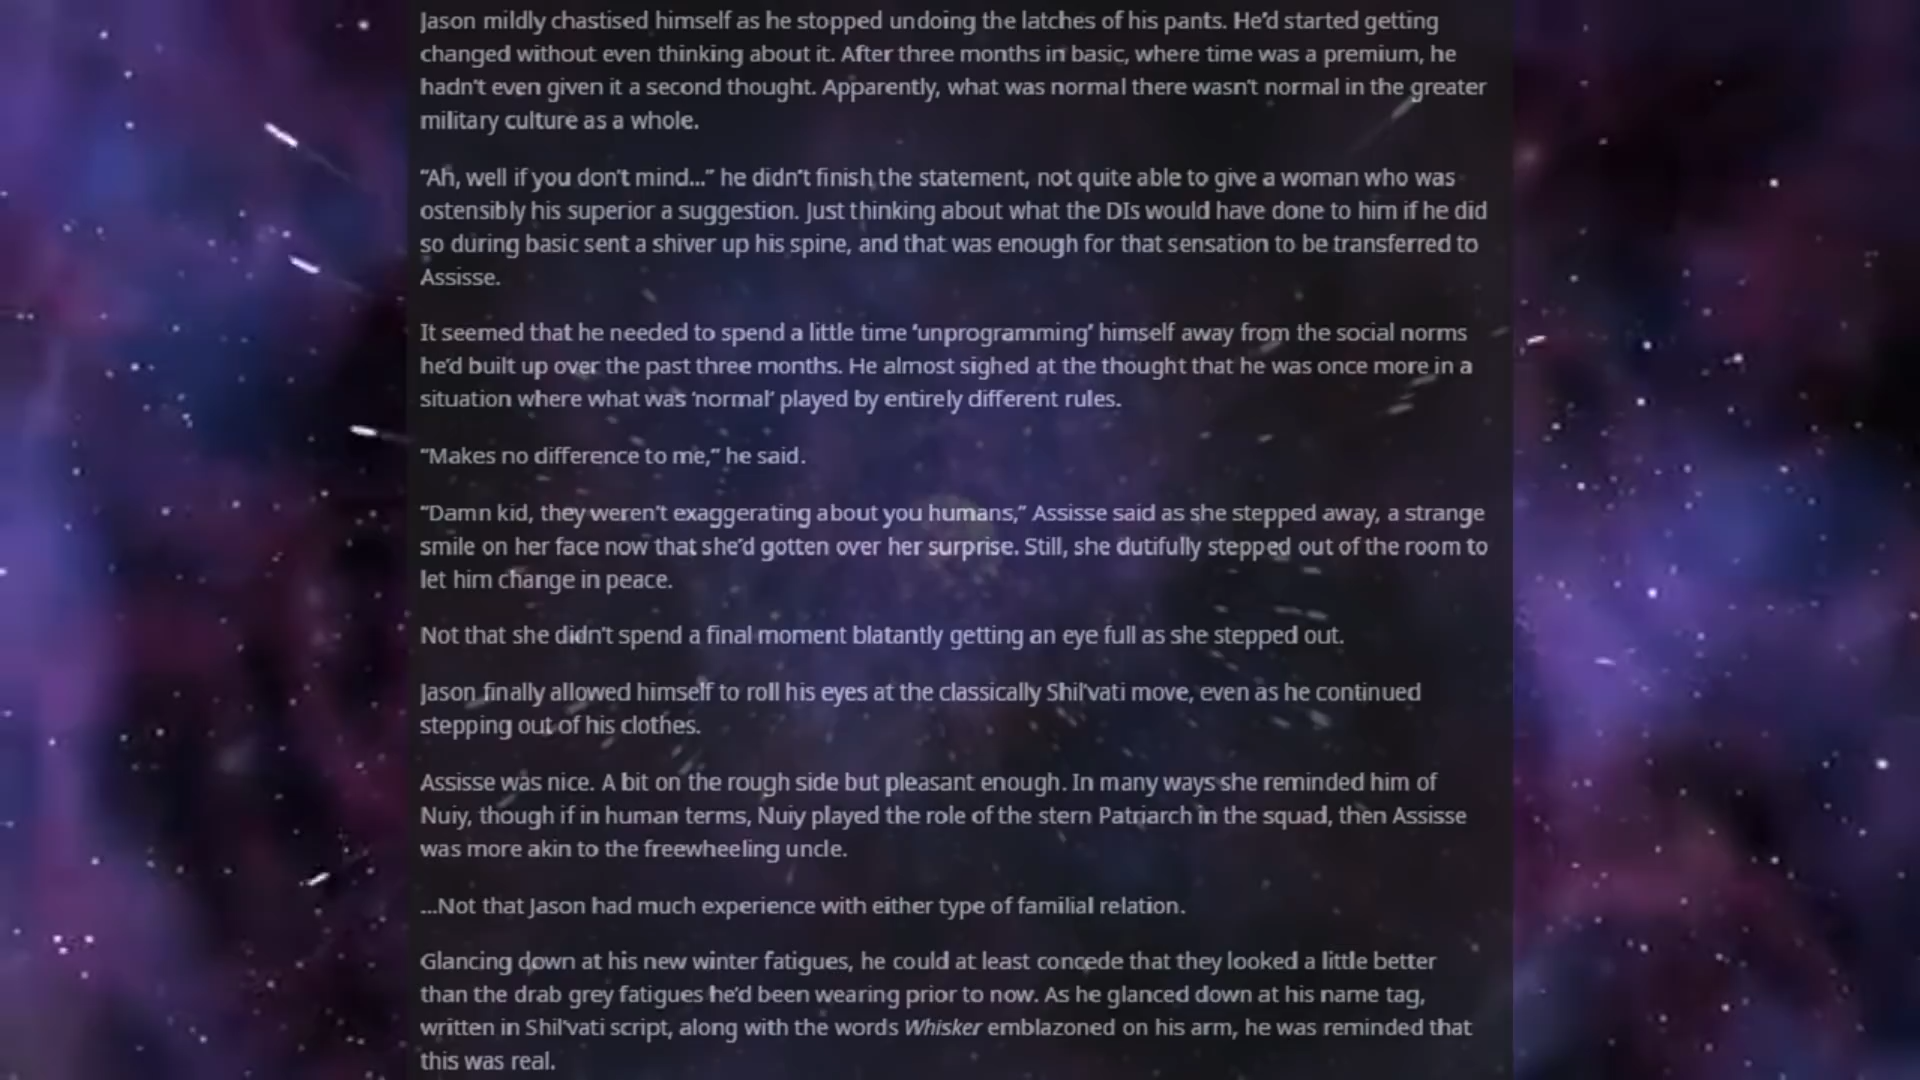 Jason mildly chastised himself as he stopped undoing the latches of his pants. He’d started getting
changed without even thinking about it. After three months in basic, where time was a premium, he
hadn’t even given it a second thought. Apparently, what was normal there wasn’t normal in the greater
military culture as a whole.
“Ah, well if you don’t mind...” he didn’t finish the statement, not quite able to give a woman who was
ostensibly his superior a suggestion. Just thinking about what the DIs would have done to him if he did
so during basic sent a shiver up his spine, and that was enough for that sensation to be transferred to
Assisse.
It seemed that he needed to spend a little time ‘unprogramming’ himself away from the social norms
he’d built up over the past three months. He almost sighed at the thought that he was once more in a
situation where what was ‘normal’ played by entirely different rules.
“Makes no difference to me,” he said.
“Damn kid, they weren’t exaggerating about you humans,” Assisse said as she stepped away, a strange
smile on her face now that she’d gotten over her surprise. Still, she dutifully stepped out of the room to
let him change in peace.
Not that she didn’t spend a final moment blatantly getting an eye full as she stepped out.
Jason finally allowed himself to roll his eyes at the classically Shil’vati move, even as he continued
stepping out of his clothes.
Assisse was nice. A bit on the rough side but pleasant enough. In many ways she reminded him of
Nuiy, though if in human terms, Nuiy played the role of the stern Patriarch in the squad, then Assisse
was more akin to the freewheeling uncle.
...Not that Jason had much experience with either type of familial relation.
Glancing down at his new winter fatigues, he could at least concede that they looked a little better
than the drab grey fatigues he’d been wearing prior to now. As he glanced down at his name tag,
written in Shil’vati script, along with the words Whisker emblazoned on his arm, he was reminded that
this was real.